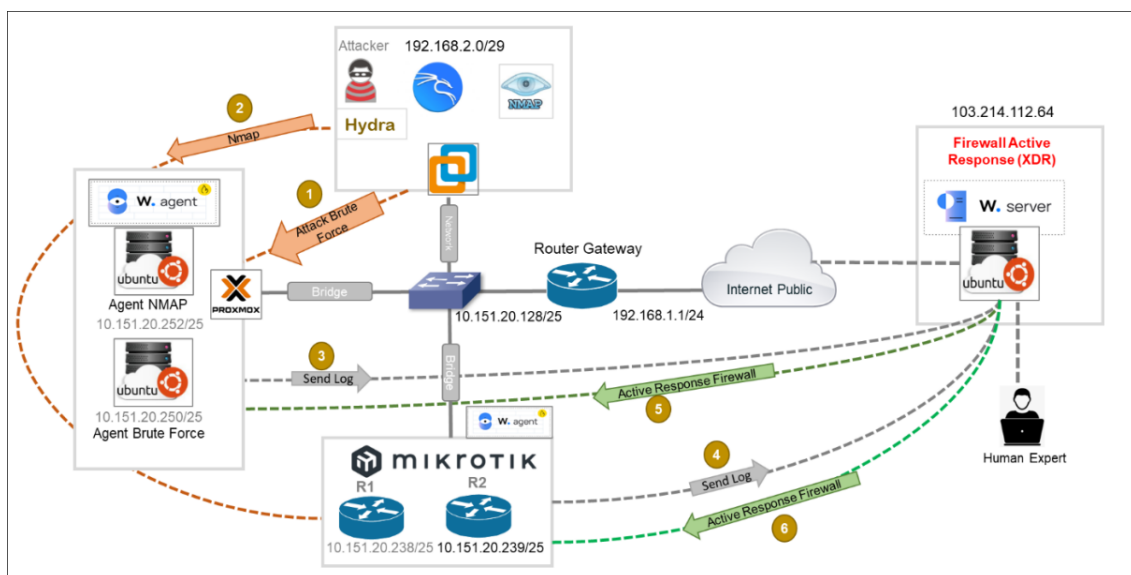 Attacker 192.168.2.0/29
NMAP
Hydra
2
Nmap
1
Attack Brute
Force
W. agent
ubuntu
Agent NMAP
10.151.20.252/25
ubuntu
10.151.20.250/25
Agent Brute Force
PROXMOX
Bridge
Network
Bridge
Router Gateway
10.151.20.128/25
192.168.1.1/24
Internet Public
103.214.112.64
Firewall Active
Response (XDR)
W. server
ubuntu
Human Expert
3
Send Log
Active Response Firewall
5
W. agent
MIKROTIK
R1
R2
10.151.20.238/25
10.151.20.239/25
4
Send Log
Active Response Firewall
6